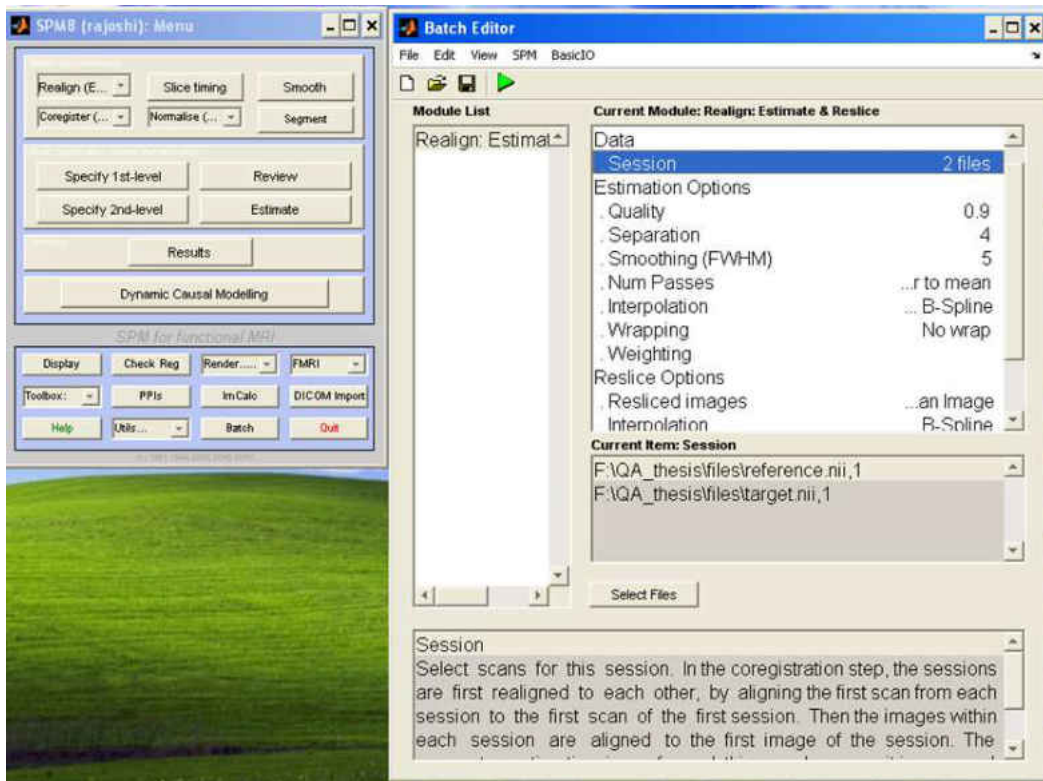 SPM8 (rajoshi): Menu
Realign (E...
Slice timing
Smooth
Coregister (...
Normalise (...
Segment
Specify 1st-level
Review
Specify 2nd-level
Estimate
Results
Dynamic Causal Modelling
SPM for functional MRI
Display
Check Reg
Render.....
FMRI
Toolbox:
PPIs
ImCalc
DICOM Import
Help
Utils...
Batch
Quit
Batch Editor
File Edit View SPM BasicIO
Module List
Realign: Estimat
Current Module: Realign: Estimate & Reslice
Data
. Session 2 files
Estimation Options
. Quality 0.9
. Separation 4
. Smoothing (FWHM) 5
. Num Passes ...r to mean
. Interpolation ... B-Spline
. Wrapping No wrap
. Weighting
Reslice Options
. Resliced images ...an Image
. Interpolation B-Spline
Current Item: Session
F:\QA_thesis\files\reference.nii,1
F:\QA_thesis\files\target.nii,1
Select Files
Session
Select scans for this session. In the coregistration step, the sessions
are first realigned to each other, by aligning the first scan from each
session to the first scan of the first session. Then the images within
each session are aligned to the first image of the session. The